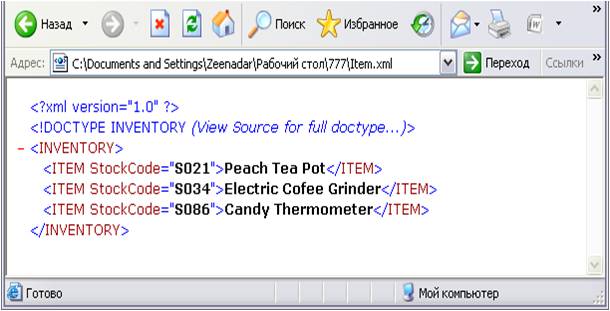 Назад Поиск Избранное »
Адрес: C:\Documents and Settings\Zeenadar\Рабочий стол\777\Item.xml Переход Ссылки »
<?xml version="1.0" ?>
<!DOCTYPE INVENTORY (View Source for full doctype...)>
- <INVENTORY>
<ITEM StockCode="S021">Peach Tea Pot</ITEM>
<ITEM StockCode="S034">Electric Cofee Grinder</ITEM>
<ITEM StockCode="S086">Candy Thermometer</ITEM>
</INVENTORY>
Готово Мой компьютер